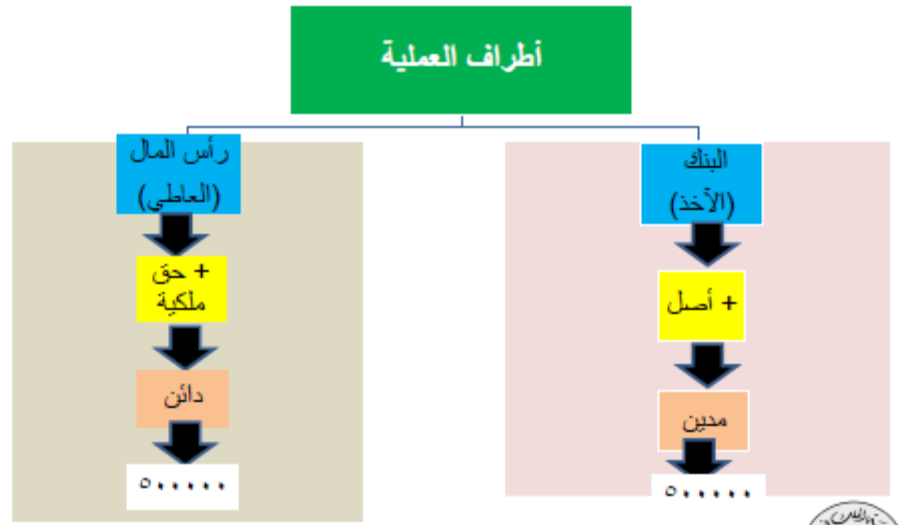 أطراف العملية
البنك
(الآخذ)
+ أصل
مدين
٥٠٠٠٠٠
رأس المال
(العاطي)
+ حق
ملكية
دائن
٥٠٠٠٠٠